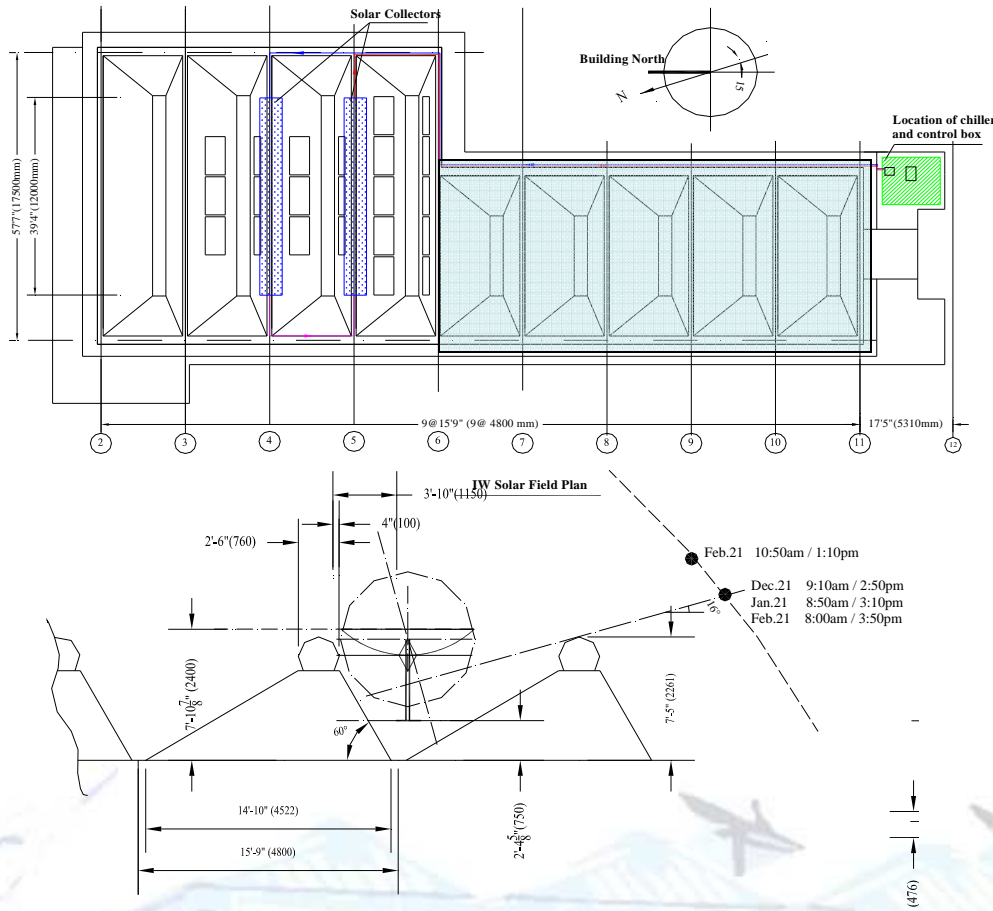 Solar Collectors
Building North
N
15
Location of chiller
and control box
57'7"(17500mm)
39'4"(12000mm)
9@15'9" (9@ 4800 mm)
17'5"(5310mm)
2
3
4
5
6
7
8
9
10
11
12
IW Solar Field Plan
3'-10"(1150)
4"(100)
2'-6"(760)
Feb.21 10:50am / 1:10pm
Dec.21 9:10am / 2:50pm
Jan.21 8:50am / 3:10pm
Feb.21 8:00am / 3:50pm
16°
7'-10 7/8" (2400)
60°
7'-5" (2261)
14'-10" (4522)
15'-9" (4800)
2'-4 5/8"(750)
(476)